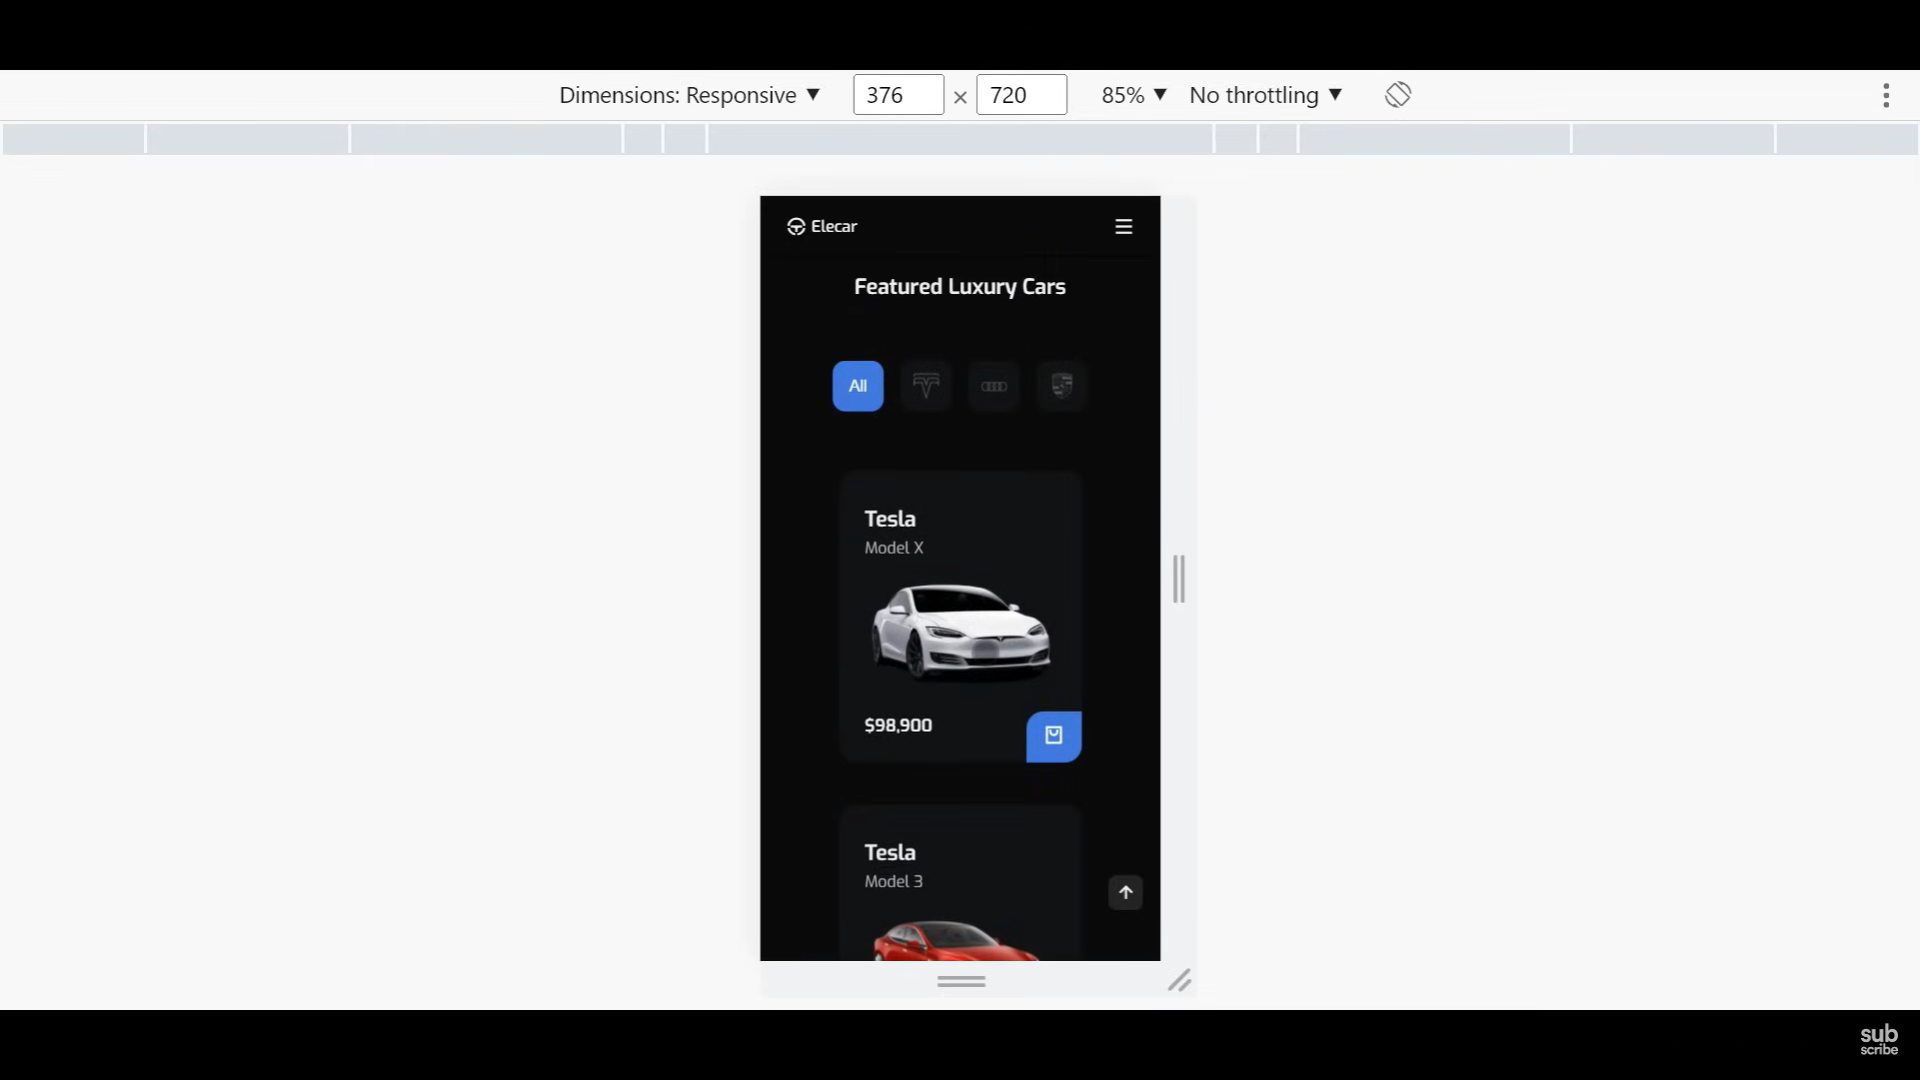 Dimensions: Responsive ▼ 376 × 720 85% ▼ No throttling ▼
Elecar
Featured Luxury Cars
All
Tesla
Model X
$98,900
Tesla
Model 3
sub
scribe